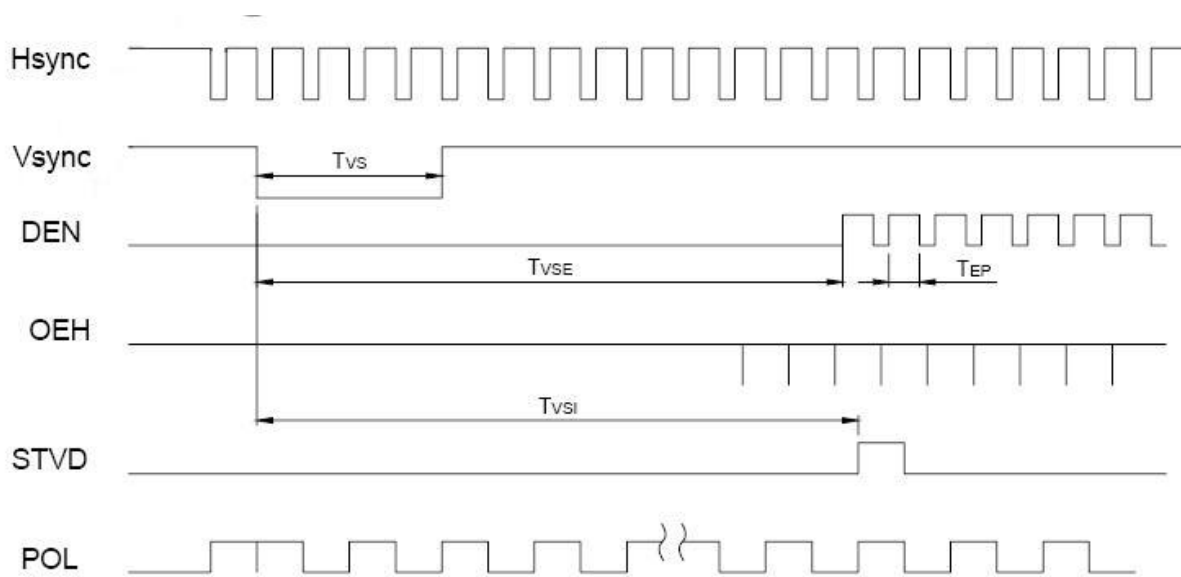 Hsync
Vsync
TVS
DEN
TVSE
TEP
OEH
TVSI
STVD
POL